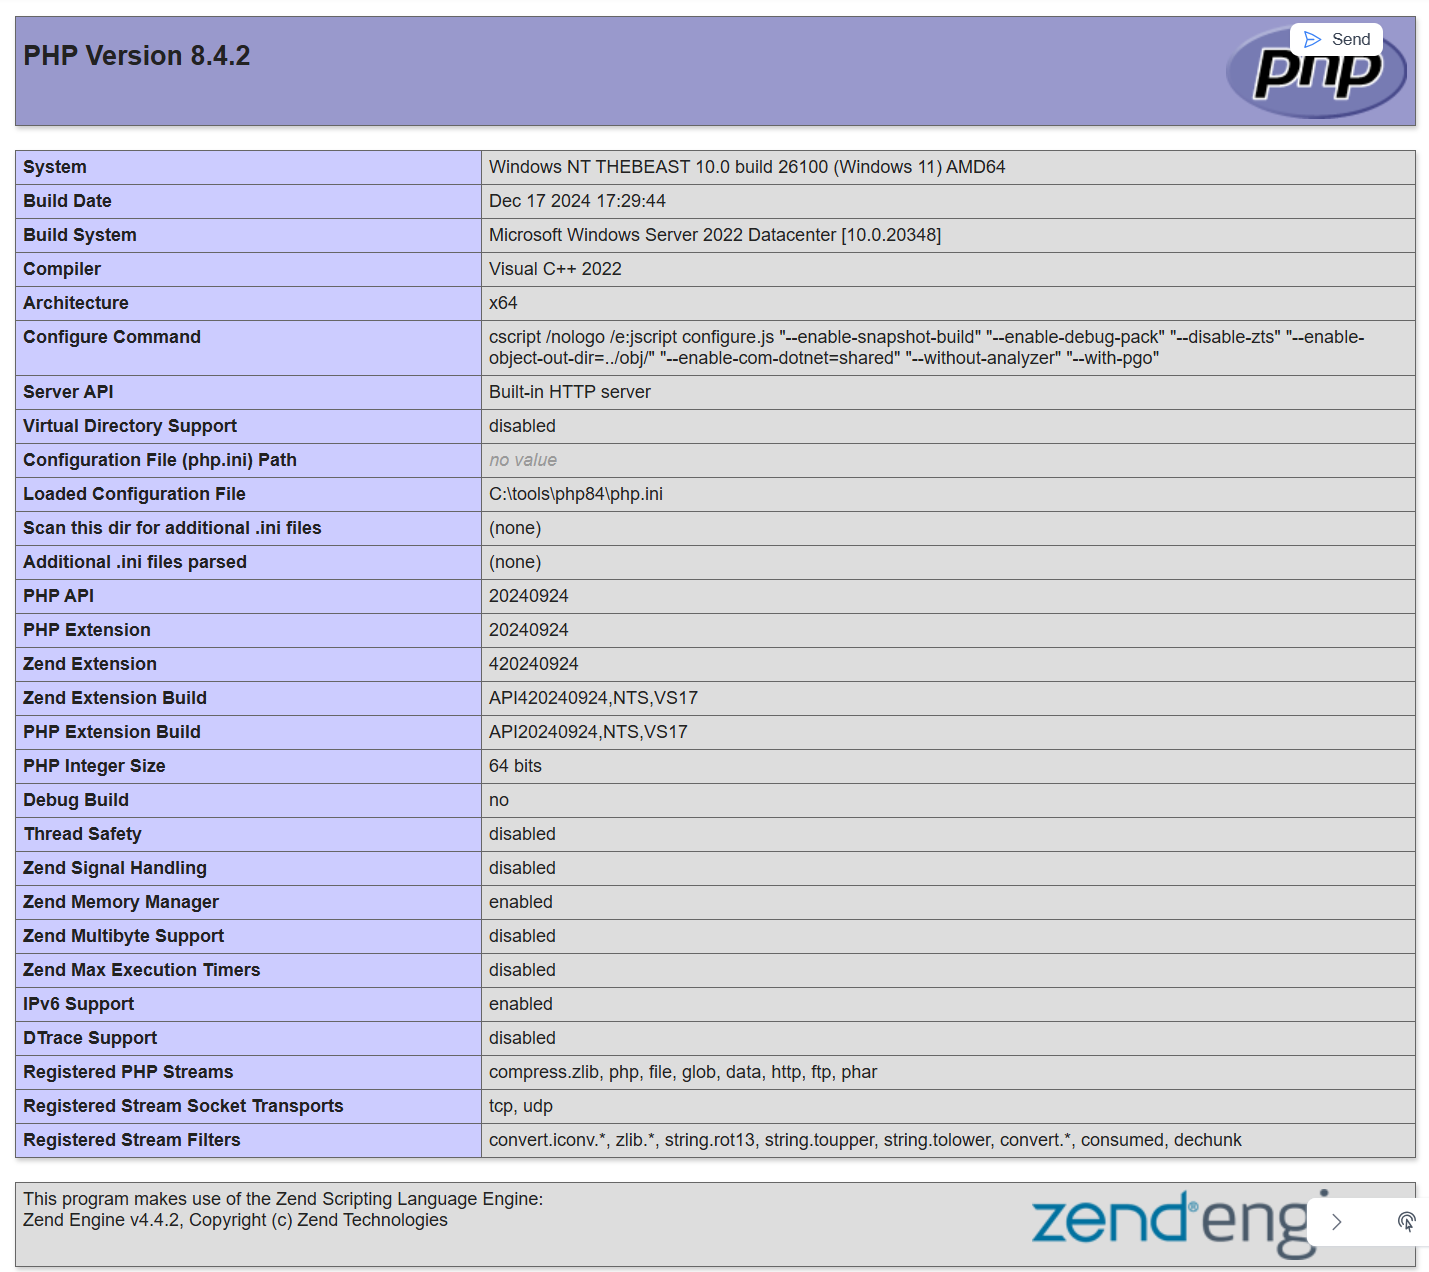 PHP Version 8.4.2
php
Send
System Windows NT THEBEAST 10.0 build 26100 (Windows 11) AMD64
Build Date Dec 17 2024 17:29:44
Build System Microsoft Windows Server 2022 Datacenter [10.0.20348]
Compiler Visual C++ 2022
Architecture x64
Configure Command cscript /nologo /e:jscript configure.js "--enable-snapshot-build" "--enable-debug-pack" "--disable-zts" "--enable-
object-out-dir=../obj/" "--enable-com-dotnet=shared" "--without-analyzer" "--with-pgo"
Server API Built-in HTTP server
Virtual Directory Support disabled
Configuration File (php.ini) Path no value
Loaded Configuration File C:\tools\php84\php.ini
Scan this dir for additional .ini files (none)
Additional .ini files parsed (none)
PHP API 20240924
PHP Extension 20240924
Zend Extension 420240924
Zend Extension Build API420240924,NTS,VS17
PHP Extension Build API20240924,NTS,VS17
PHP Integer Size 64 bits
Debug Build no
Thread Safety disabled
Zend Signal Handling disabled
Zend Memory Manager enabled
Zend Multibyte Support disabled
Zend Max Execution Timers disabled
IPv6 Support enabled
DTrace Support disabled
Registered PHP Streams compress.zlib, php, file, glob, data, http, ftp, phar
Registered Stream Socket Transports tcp, udp
Registered Stream Filters convert.iconv.*, zlib.*, string.rot13, string.toupper, string.tolower, convert.*, consumed, dechunk
This program makes use of the Zend Scripting Language Engine:
Zend Engine v4.4.2, Copyright (c) Zend Technologies
zend® eng